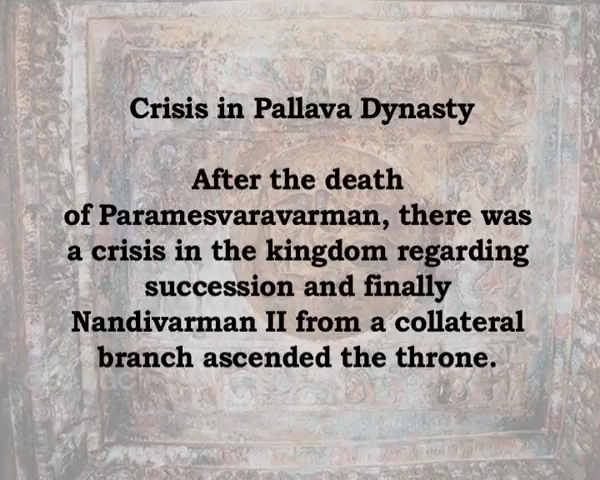 Crisis in Pallava Dynasty
After the death
of Paramesvaravarman, there was
a crisis in the kingdom regarding
succession and finally
Nandivarman II from a collateral
branch ascended the throne.